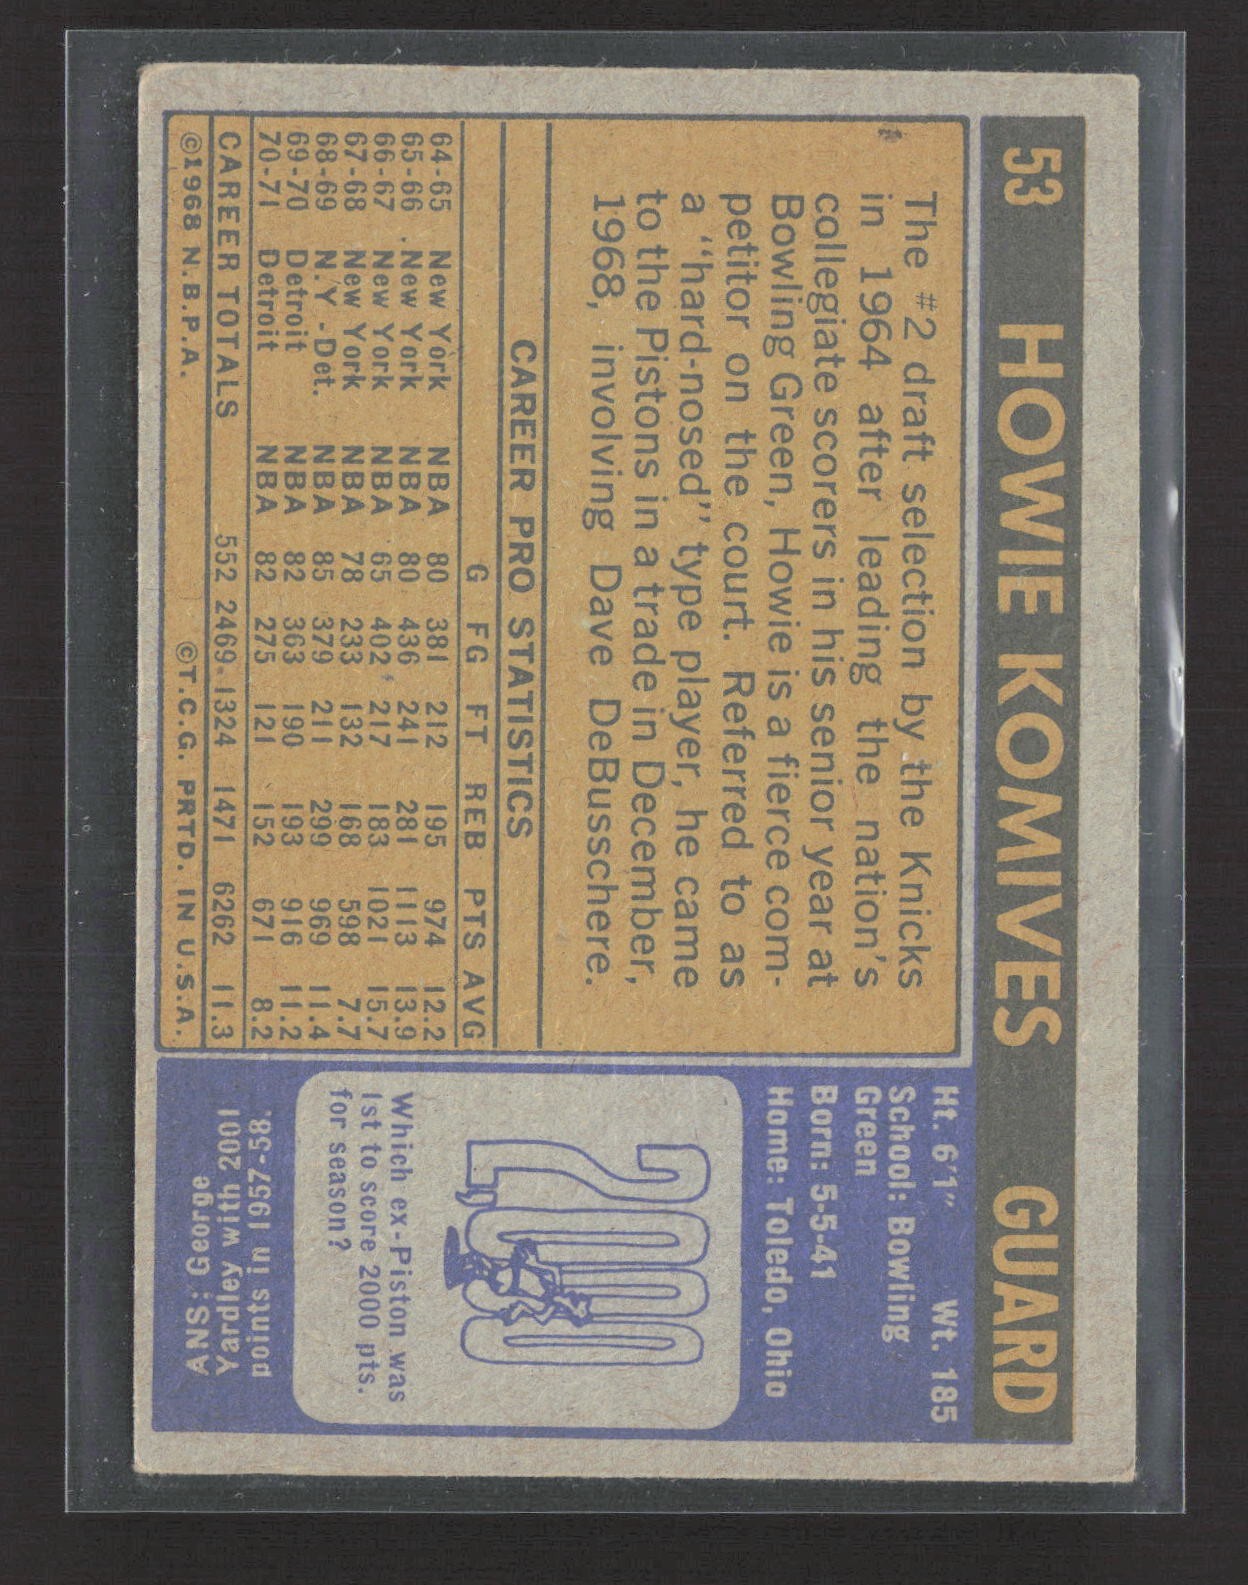 53 HOWIE KOMIVES GUARD
The #2 draft selection by the Knicks
in 1964 after leading the nation's
collegiate scorers in his senior year at
Bowling Green, Howie is a fierce com-
petitor on the court. Referred to as
a "hard-nosed" type player, he came
to the Pistons in a trade in December,
1968, involving Dave DeBusschere.
CAREER PRO STATISTICS
G FG FT REB PTS AVG
64-65 New York NBA 80 381 212 195 974 12.2
65-66 New York NBA 80 436 241 281 1113 13.9
66-67 New York NBA 65 402 217 183 1021 15.7
67-68 New York NBA 78 233 132 168 598 7.7
68-69 N.Y.-Det. NBA 85 379 211 299 969 11.4
69-70 Detroit NBA 82 363 190 193 916 11.2
70-71 Detroit NBA 82 275 121 152 671 8.2
CAREER TOTALS 552 2469 1324 1471 6262 11.3
©1968 N.B.P.A. ©T.C.G. PRTD. IN U.S.A.
Ht. 6'1" Wt. 185
School: Bowling
Green
Born: 5-5-41
Home: Toledo, Ohio
2000
Which ex-Piston was
1st to score 2000 pts.
for season?
ANS: George
Yardley with 2001
points in 1957-58.